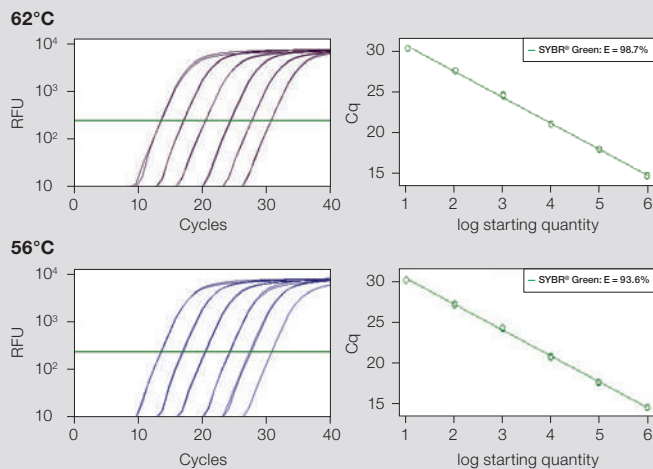 62°C
10⁴
10³
10²
10
RFU
0 10 20 30 40
Cycles
30
25
20
15
Cq
SYBR® Green: E = 98.7%
1 2 3 4 5 6
log starting quantity
56°C
10⁴
10³
10²
10
RFU
0 10 20 30 40
Cycles
30
25
20
15
Cq
SYBR® Green: E = 93.6%
1 2 3 4 5 6
log starting quantity